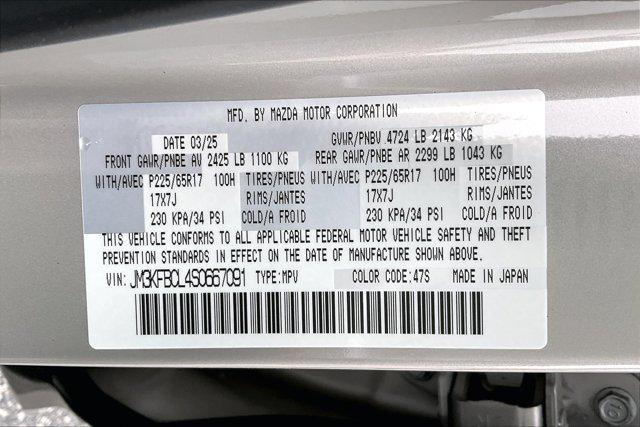 MFD. BY MAZDA MOTOR CORPORATION
DATE 03/25 GVWR/PNBV 4724 LB 2143 KG
FRONT GAWR/PNBE AV 2425 LB 1100 KG REAR GAWR/PNBE AR 2299 LB 1043 KG
WITH/AVEC P225/65R17 100H TIRES/PNEUS WITH/AVEC P225/65R17 100H TIRES/PNEUS
17X7J RIMS/JANTES 17X7J RIMS/JANTES
230 KPA/34 PSI COLD/A FROID 230 KPA/34 PSI COLD/A FROID
THIS VEHICLE CONFORMS TO ALL APPLICABLE FEDERAL MOTOR VEHICLE SAFETY AND THEFT
PREVENTION STANDARDS IN EFFECT ON THE DATE OF MANUFACTURE SHOWN ABOVE.
VIN: JM3KFBCL4S0667091 TYPE:MPV COLOR CODE:47S MADE IN JAPAN